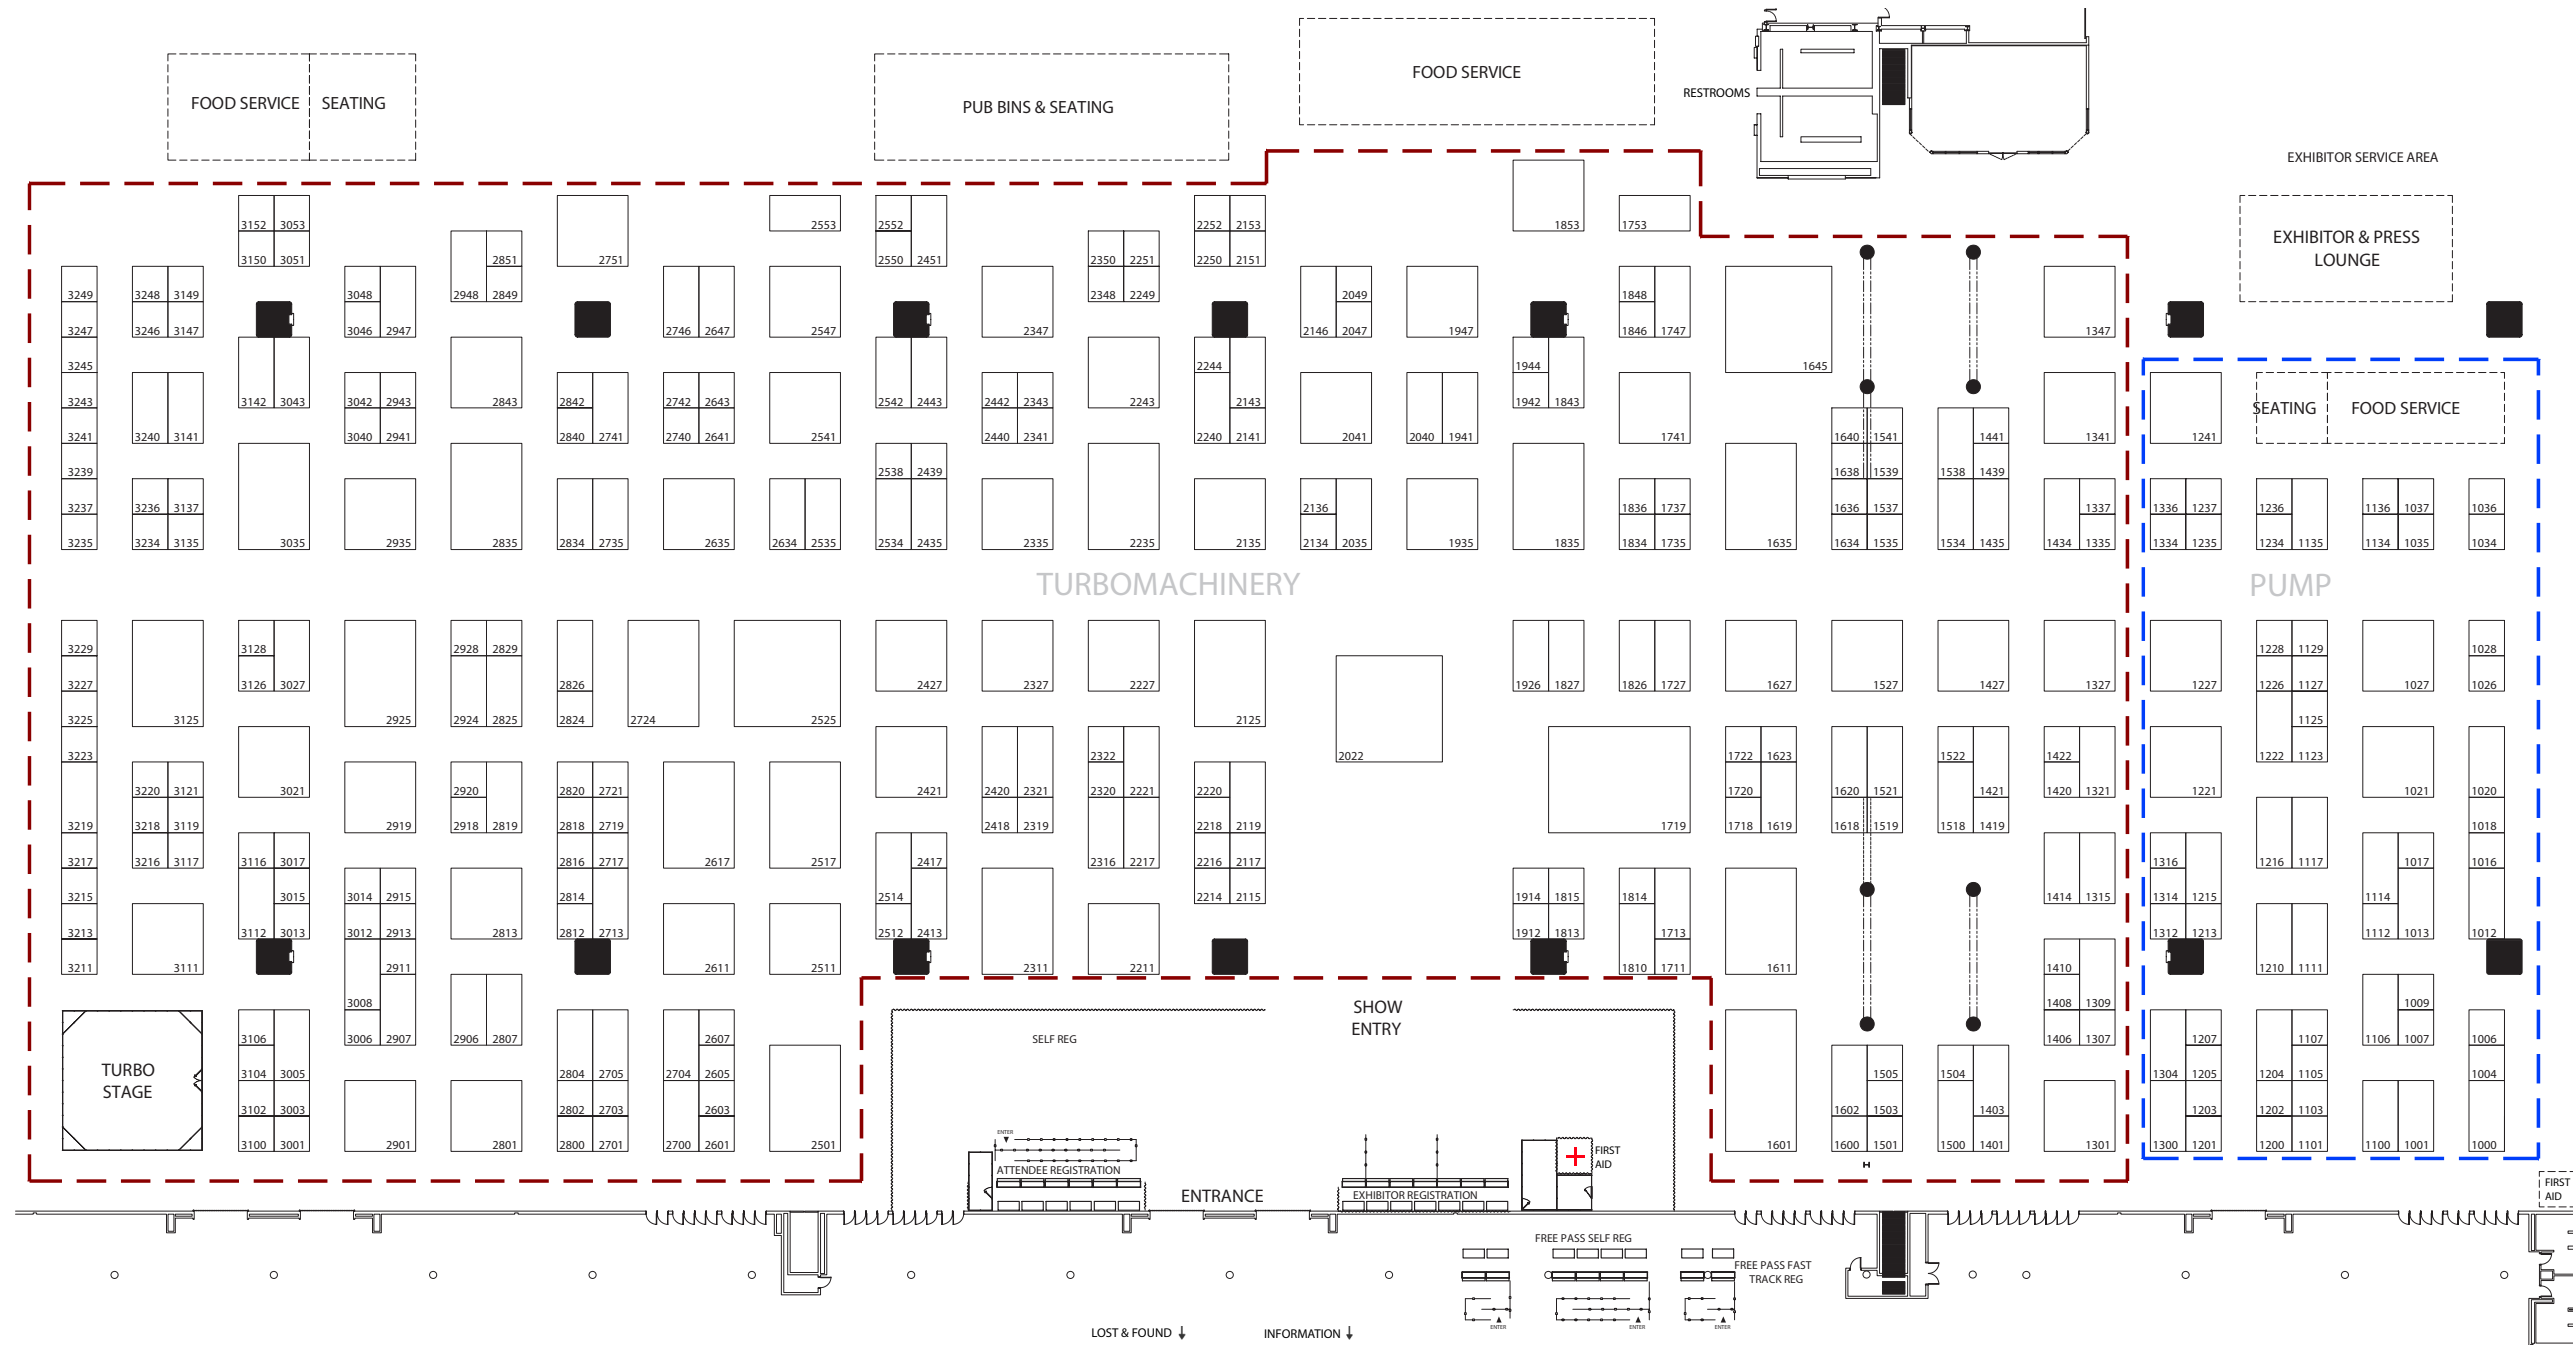 FOOD SERVICE
RESTROOMS
FOOD SERVICE SEATING
PUB BINS & SEATING
EXHIBITOR SERVICE AREA
3152 3053 2553 2552 2252 2153 1853 1753
EXHIBITOR & PRESS
LOUNGE
3150 3051 2851 2751 2550 2451 2350 2251 2250 2151
3249 3248 3149 3048 2948 2849 2348 2249 2049 1848
3247 3246 3147 3046 2947 2746 2647 2547 2347 2146 2047 1947 1846 1747 1347
3245 2244 1944 1645
3243 3142 3043 3042 2943 2843 2842 2742 2643 2542 2443 2442 2343 2243 2143 1942 1843
SEATING FOOD SERVICE
3241 3240 3141 3040 2941 2840 2741 2740 2641 2541 2440 2341 2240 2141 2041 2040 1941 1741 1640 1541 1441 1341 1241
3239 2538 2439 1638 1539 1538 1439
3237 3236 3137 2136 1836 1737 1636 1537 1337 1336 1237 1236 1136 1037 1036
3235 3234 3135 3035 2935 2835 2834 2735 2635 2634 2535 2534 2435 2335 2235 2135 2134 2035 1935 1835 1834 1735 1635 1634 1535 1534 1435 1434 1335 1334 1235 1234 1135 1134 1035 1034
TURBOMACHINERY PUMP
3229 3128 2928 2829 1228 1129 1028
3227 3126 3027 2826 2427 2327 2227 1926 1827 1826 1727 1627 1527 1427 1327 1227 1226 1127 1027 1026
3225 3125 2925 2924 2825 2824 2724 2525 2125 1125
3223 2322 2022 1722 1623 1522 1422 1222 1123
3220 3121 3021 2920 2820 2721 2421 2420 2321 2320 2221 2220 1720 1620 1521 1421 1420 1321 1221 1021 1020
3219 3218 3119 2919 2918 2819 2818 2719 2418 2319 2218 2119 1719 1718 1619 1618 1519 1518 1419 1018
3217 3216 3117 3116 3017 2816 2717 2617 2517 2417 2316 2217 2216 2117 1316 1216 1117 1017 1016
3215 3015 3014 2915 2814 2514 2214 2115 1914 1815 1814 1414 1315 1314 1215 1114
3213 3112 3013 3012 2913 2813 2812 2713 2512 2413 1912 1813 1713 1312 1213 1112 1013 1012
3211 3111 2911 2611 2511 2311 2211 1810 1711 1611 1410 1210 1111
3008 1408 1309 1009
SHOW
ENTRY
SELF REG
3106 3006 2907 2906 2807 2607 1406 1307 1207 1107 1106 1007 1006
TURBO
STAGE
3104 3005 2804 2705 2704 2605 1505 1504 1304 1205 1204 1105 1004
3102 3003 2802 2703 2603 1602 1503 1403 1203 1202 1103
3100 3001 2901 2801 2800 2701 2700 2601 2501 1601 1600 1501 1500 1401 1301 1300 1201 1200 1101 1100 1001 1000
ENTER
FIRST
AID
ATTENDEE REGISTRATION
EXHIBITOR REGISTRATION
ENTRANCE
FIRST
AID
FREE PASS SELF REG
FREE PASS FAST
TRACK REG
ENTER ENTER ENTER
LOST & FOUND INFORMATION